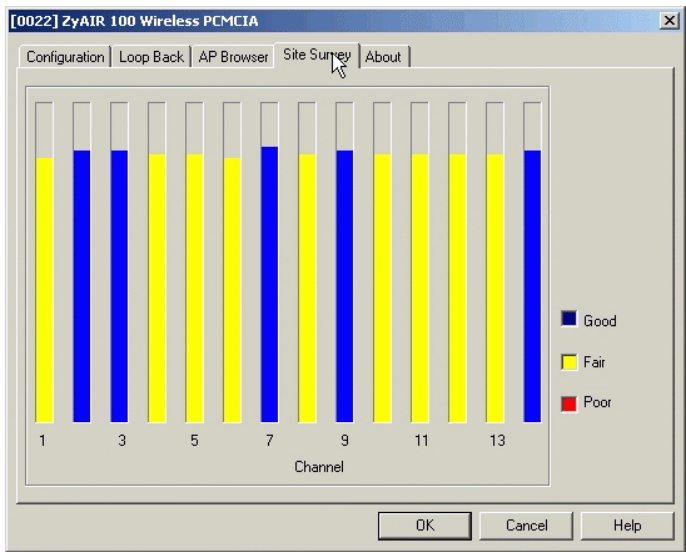 [0022] ZyAIR 100 Wireless PCMCIA
Configuration Loop Back AP Browser Site Survey About
Good
Fair
Poor
1 3 5 7 9 11 13
Channel
OK Cancel Help